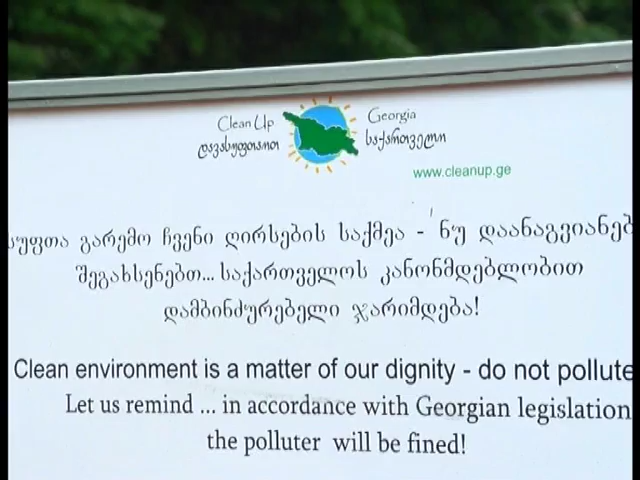 Clean Up Georgia
დავასუფთაოთ საქართველო
www.cleanup.ge
სუფთა გარემო ჩვენი ღირსების საქმეა - ნუ დაანაგვიანებ
შეგახსენებთ... საქართველოს კანონმდებლობით
დამბინძურებელი ჯარიმდება!
Clean environment is a matter of our dignity - do not pollute
Let us remind ... in accordance with Georgian legislation
the polluter will be fined!